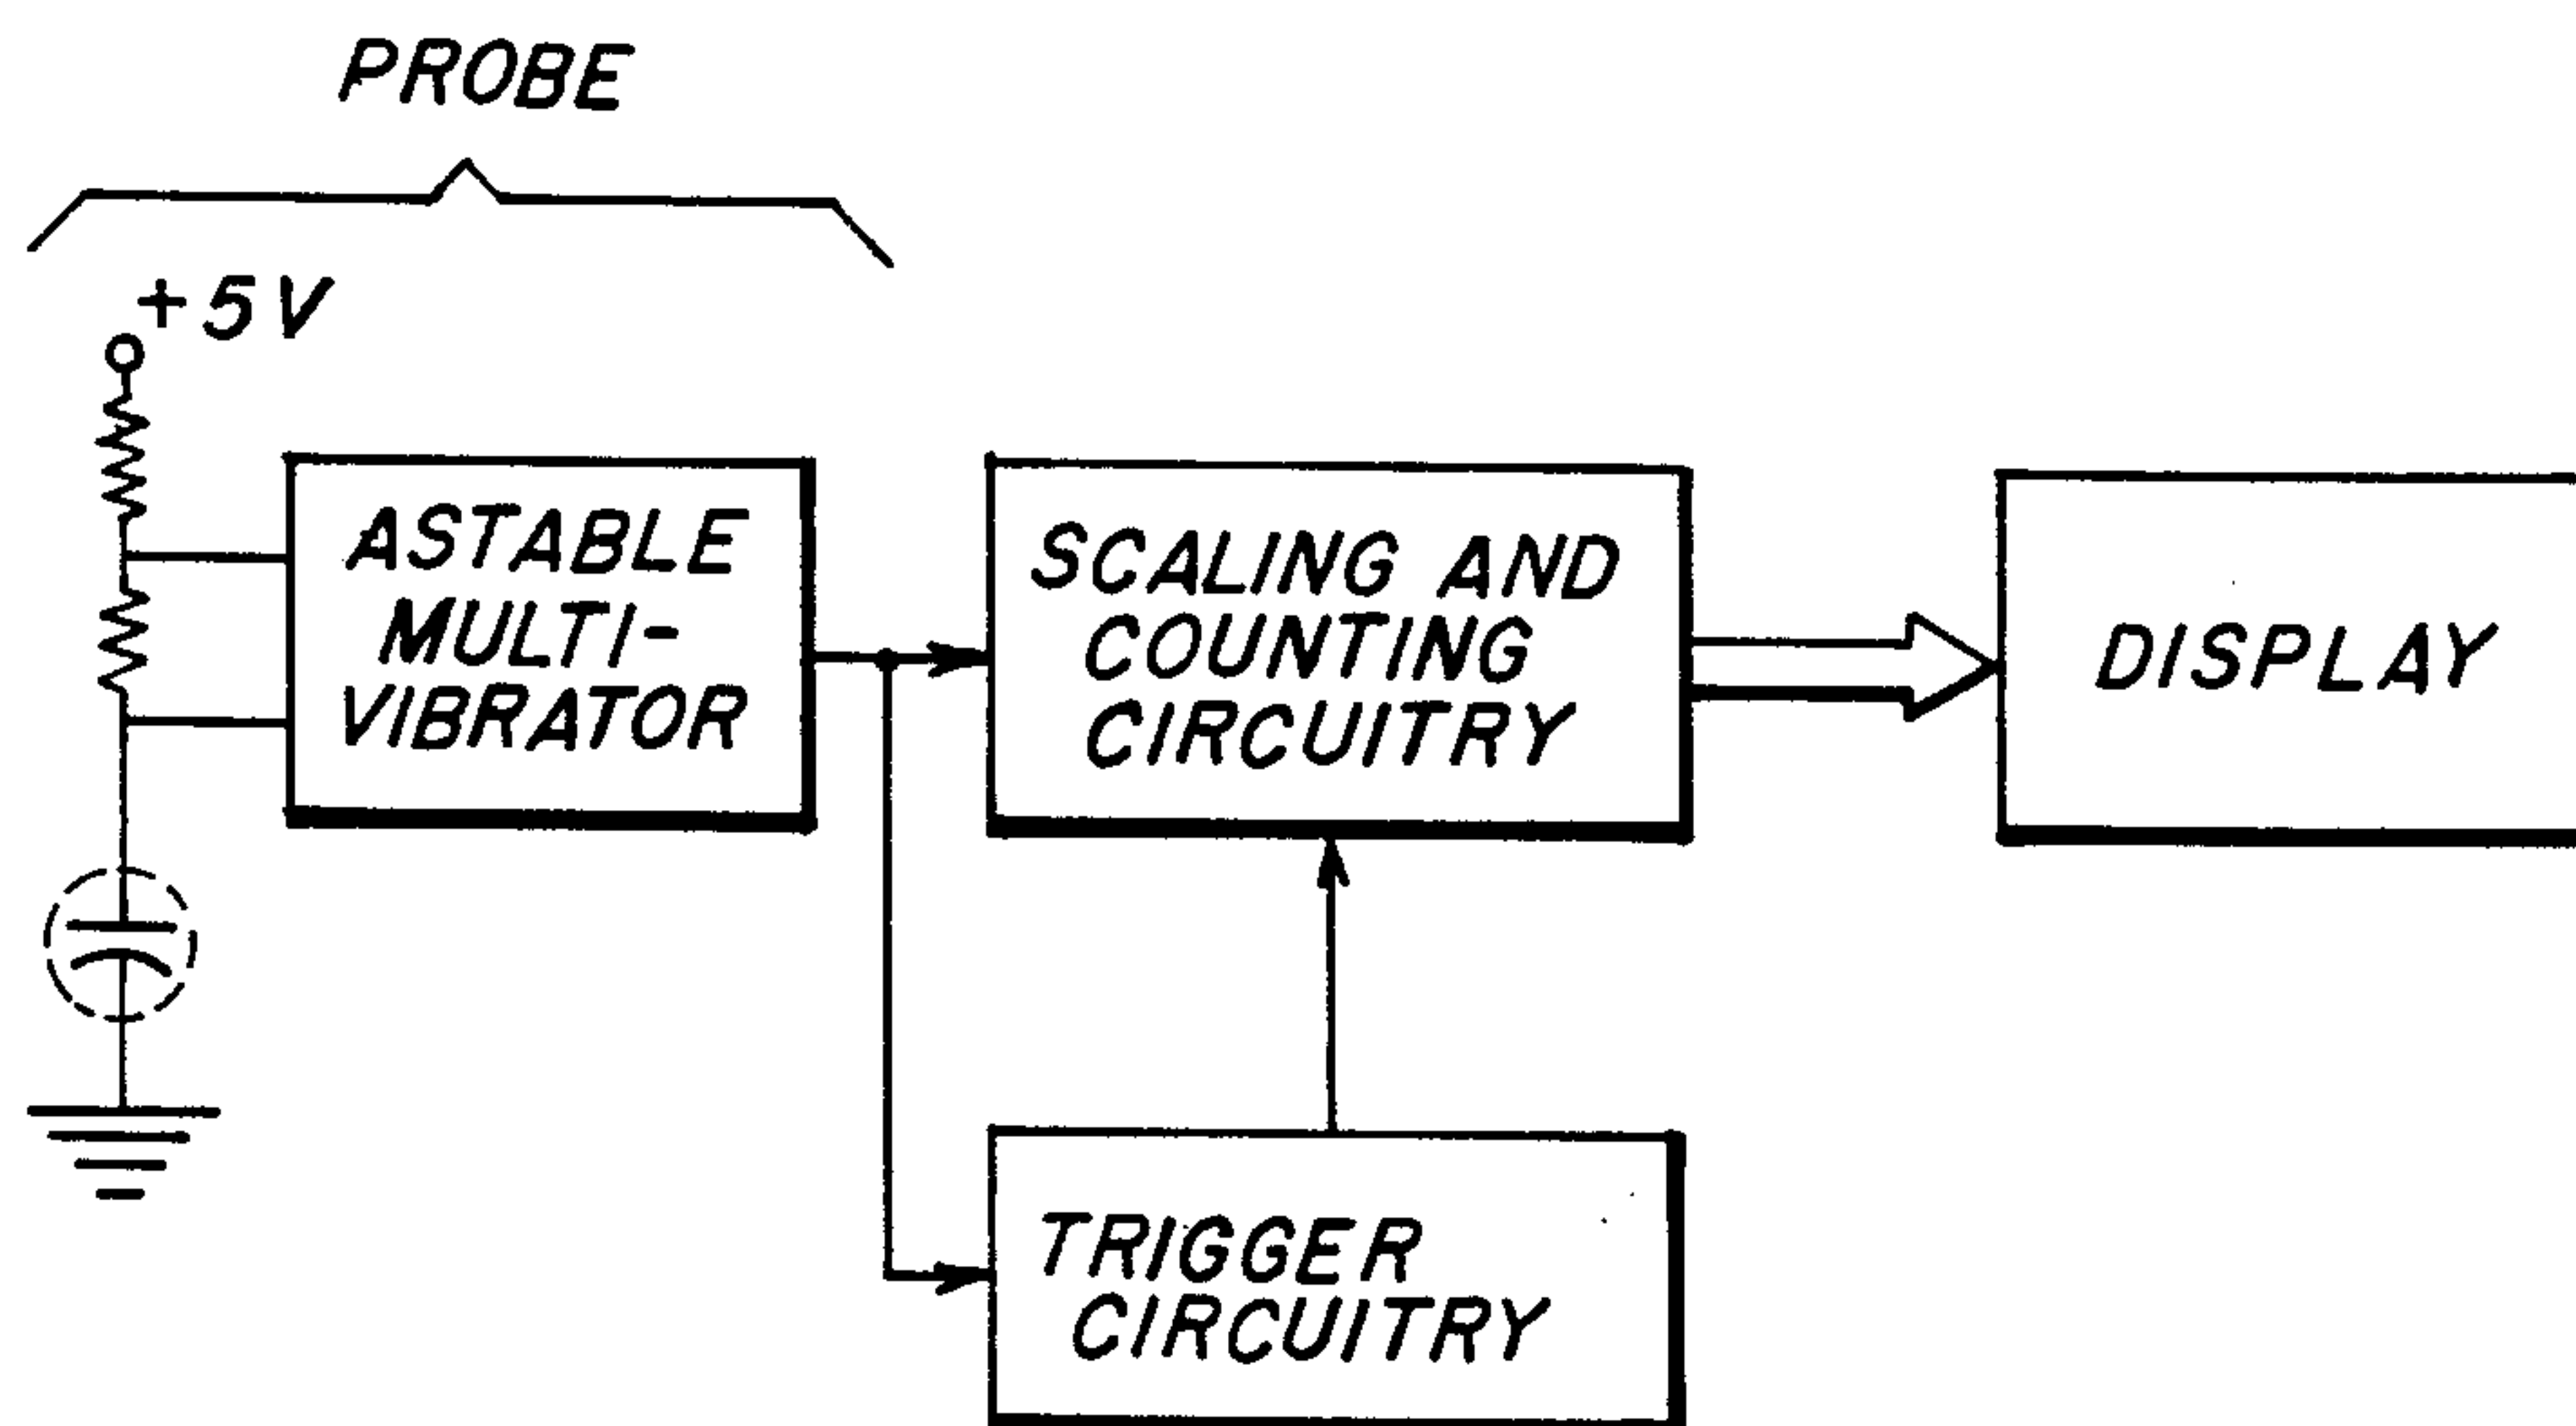 PROBE
+5V
ASTABLE
MULTI-
VIBRATOR
SCALING AND
COUNTING
CIRCUITRY
DISPLAY
TRIGGER
CIRCUITRY